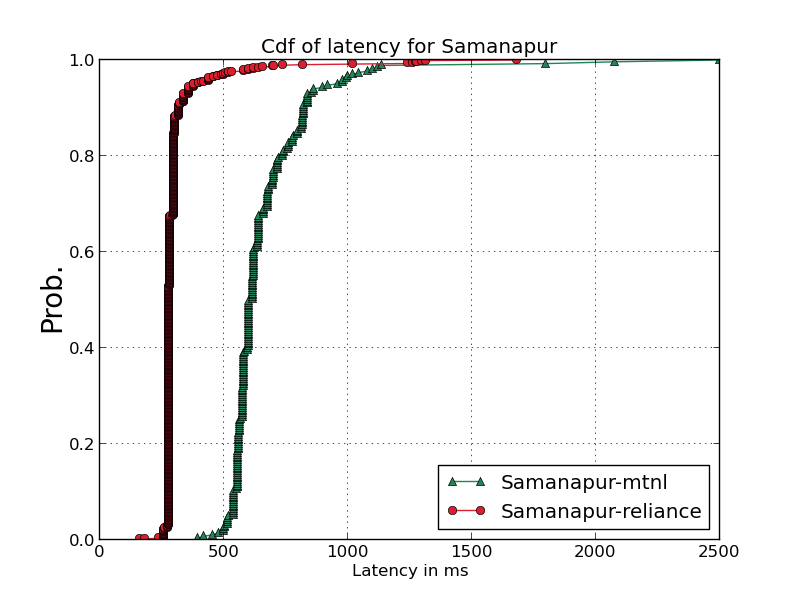 Cdf of latency for Samanapur
1.0
0.8
0.6
0.4
0.2
0.0
Prob.
0 500 1000 1500 2000 2500
Latency in ms
Samanapur-mtnl
Samanapur-reliance